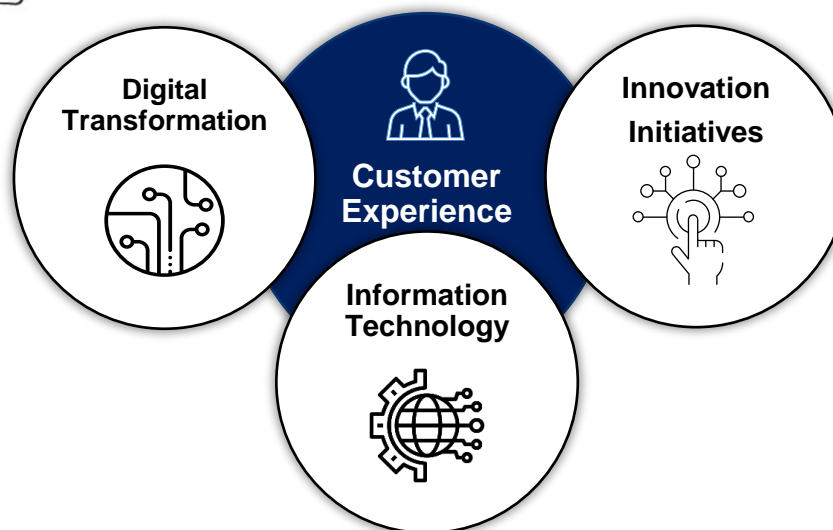 Digital
Transformation
Customer
Experience
Innovation
Initiatives
Information
Technology